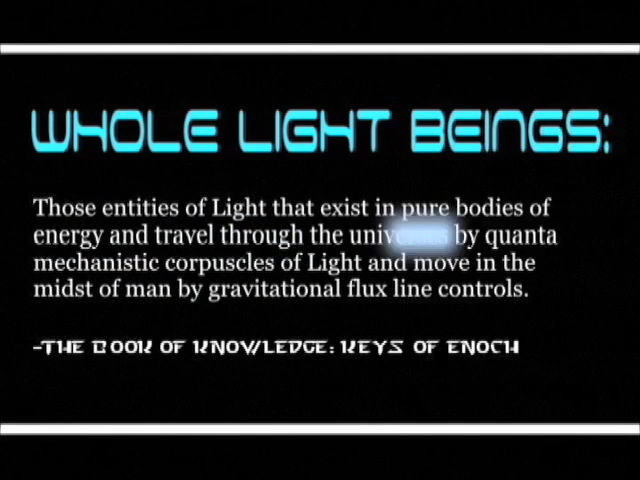 WHOLE LIGHT BEINGS:
Those entities of Light that exist in pure bodies of
energy and travel through the by quanta
mechanistic corpuscles of Light and move in the
midst of man by gravitational flux line controls.
-THE BOOK OF KNOWLEDGE: KEYS OF ENOCH